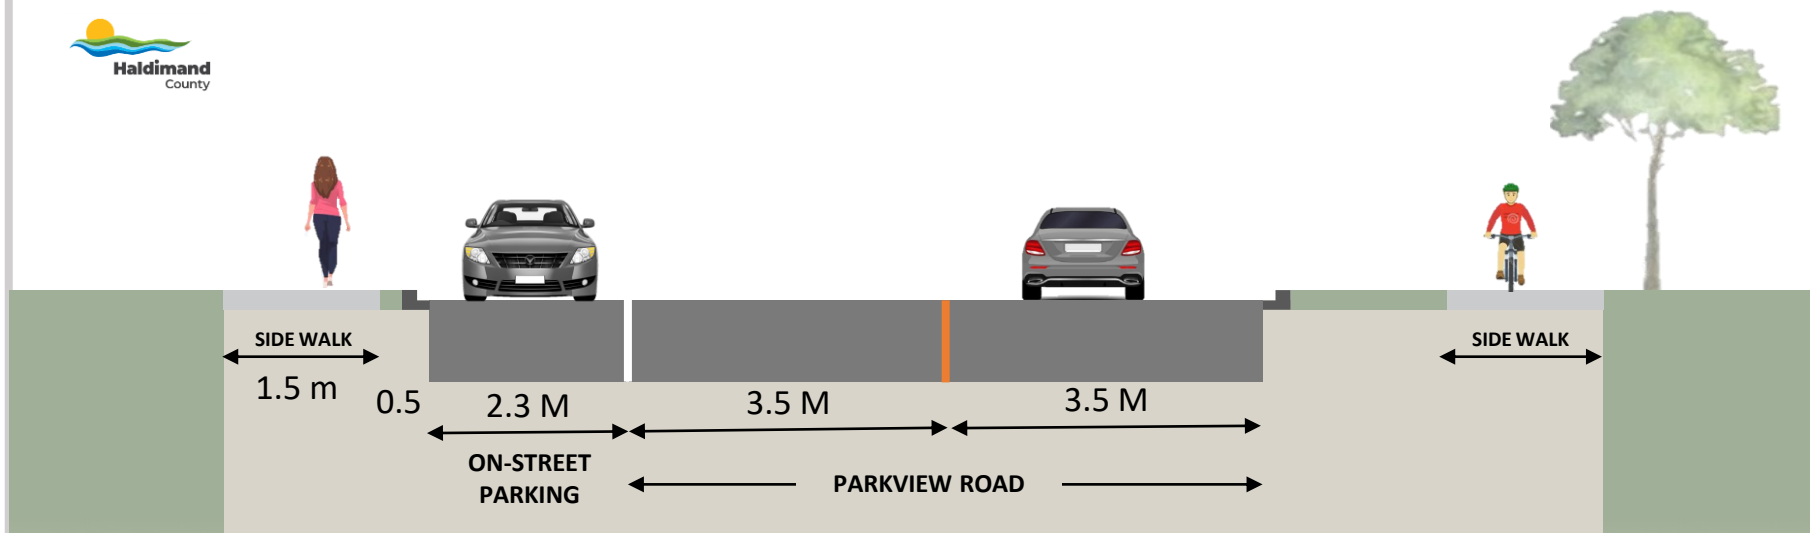 Haldimand
County
SIDE WALK
SIDE WALK
1.5 m
0.5
2.3 M
3.5 M
3.5 M
ON-STREET
PARKING
PARKVIEW ROAD